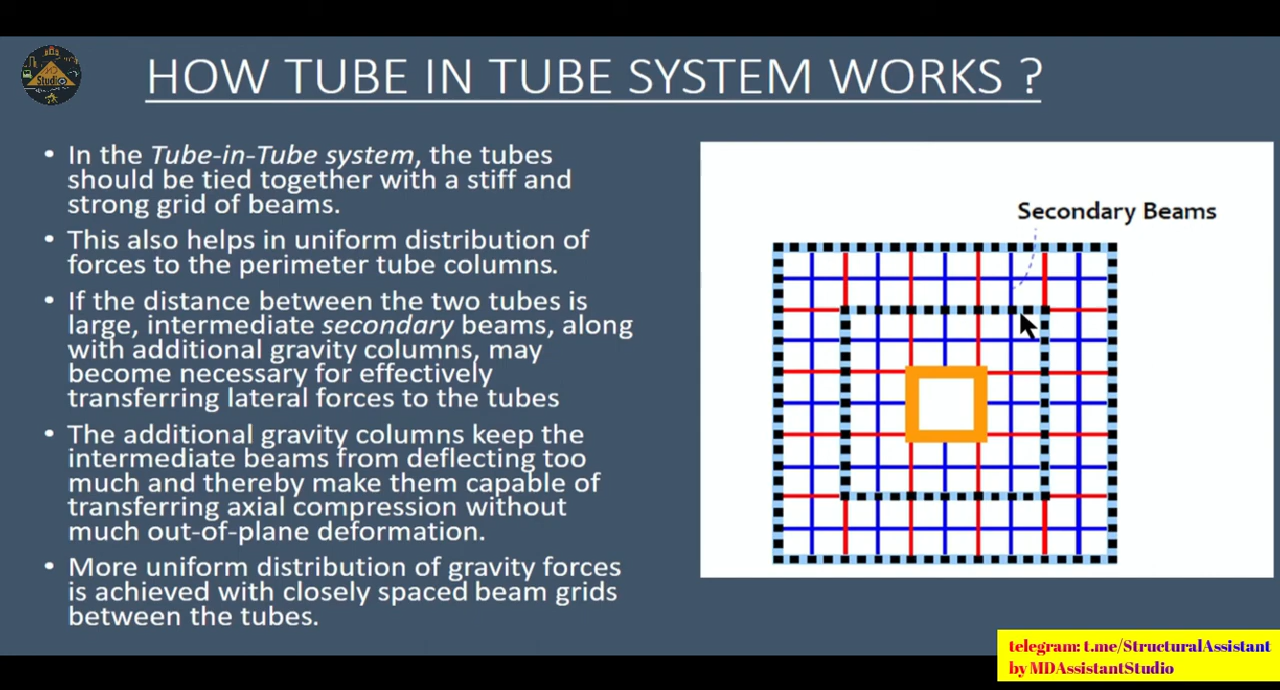 HOW TUBE IN TUBE SYSTEM WORKS ?
Studio
• In the Tube-in-Tube system, the tubes
should be tied together with a stiff and
strong grid of beams.
• This also helps in uniform distribution of
forces to the perimeter tube columns.
• If the distance between the two tubes is
large, intermediate secondary beams, along
with additional gravity columns, may
become necessary for effectively
transferring lateral forces to the tubes
• The additional gravity columns keep the
intermediate beams from deflecting too
much and thereby make them capable of
transferring axial compression without
much out-of-plane deformation.
• More uniform distribution of gravity forces
is achieved with closely spaced beam grids
between the tubes.
Secondary Beams
telegram: t.me/StructuralAssistant
by MDAssistantStudio